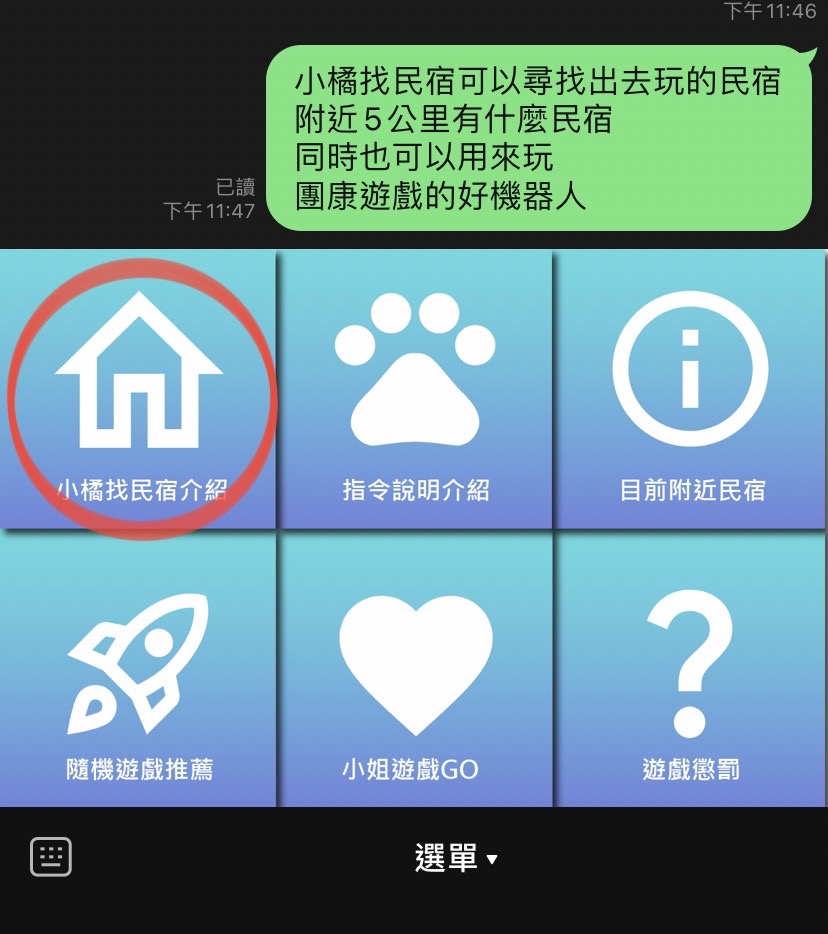 下午 11:46
小橘找民宿可以尋找出去玩的民宿
附近5公里有什麼民宿
同時也可以用來玩
團康遊戲的好機器人
已讀
下午 11:47
小橘找民宿介紹
指令說明介紹
目前附近民宿
隨機遊戲推薦
小姐遊戲GO
遊戲懲罰
選單